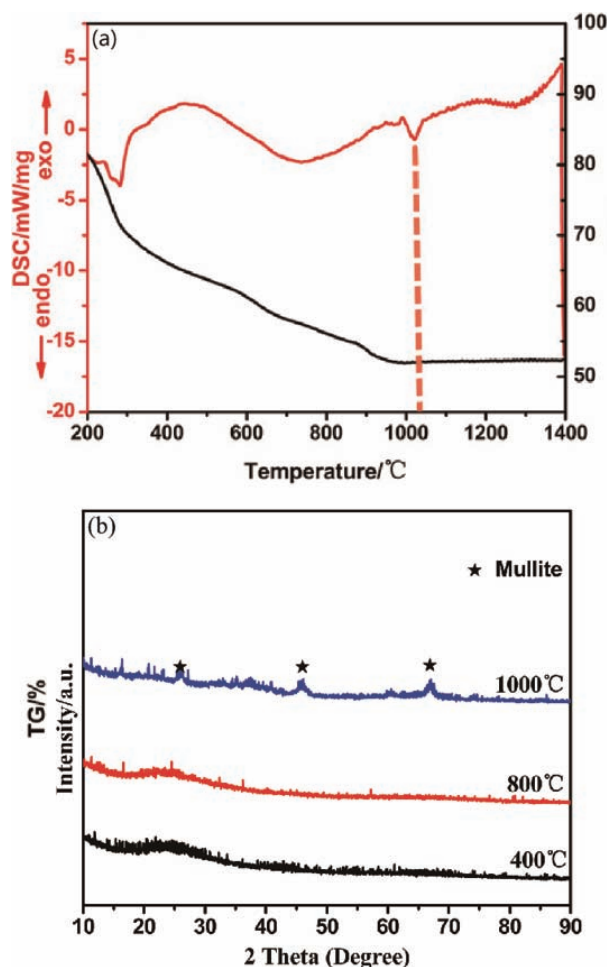 (a)
5
0
-5
-10
-15
-20
DSC/mW/mg
← endo exo →
100
90
80
70
60
50
200 400 600 800 1000 1200 1400
Temperature/℃
(b)
★ Mullite
1000℃
800℃
400℃
TG/%
Intensity/a.u.
10 20 30 40 50 60 70 80 90
2 Theta (Degree)